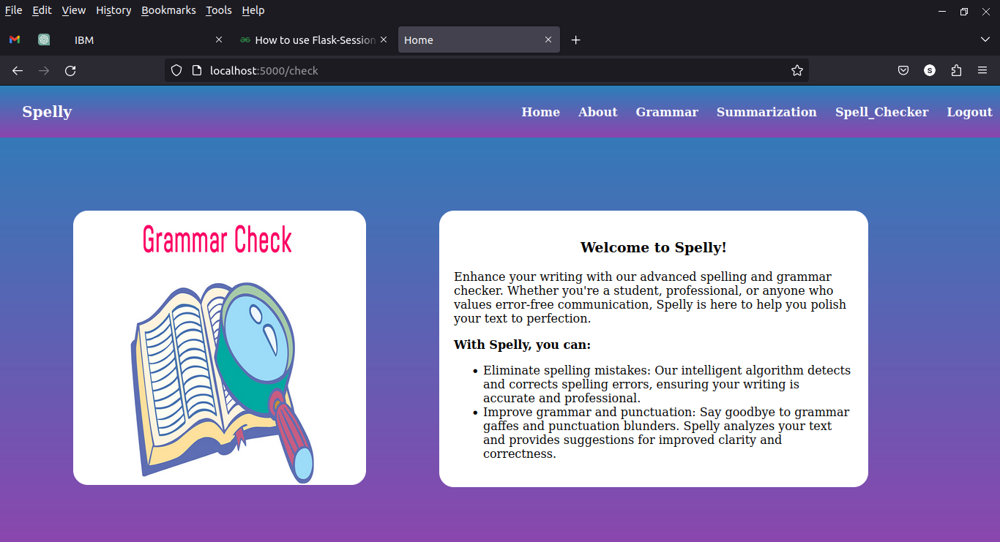 File Edit View History Bookmarks Tools Help
IBM How to use Flask-Session Home
localhost:5000/check S
Spelly Home About Grammar Summarization Spell_Checker Logout
Grammar Check
Welcome to Spelly!
Enhance your writing with our advanced spelling and grammar
checker. Whether you're a student, professional, or anyone who
values error-free communication, Spelly is here to help you polish
your text to perfection.
With Spelly, you can:
• Eliminate spelling mistakes: Our intelligent algorithm detects
and corrects spelling errors, ensuring your writing is
accurate and professional.
• Improve grammar and punctuation: Say goodbye to grammar
gaffes and punctuation blunders. Spelly analyzes your text
and provides suggestions for improved clarity and
correctness.